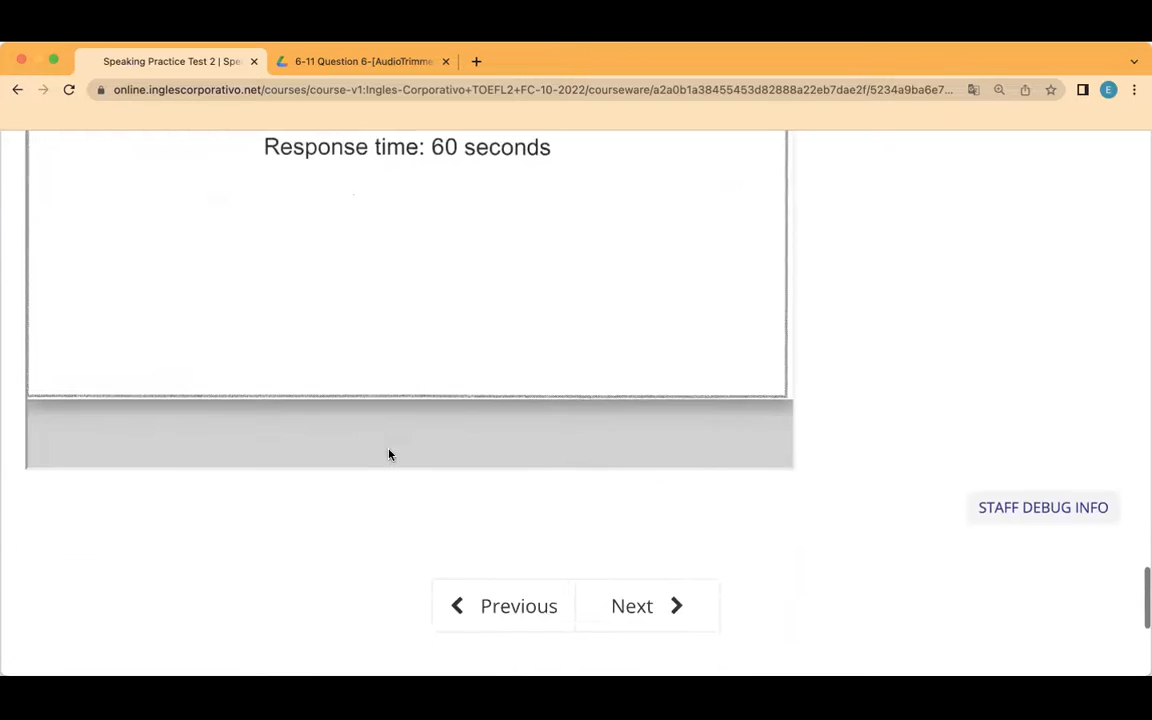 Speaking Practice Test 2 | Spe
6-11 Question 6-[AudioTrimme
online.inglescorporativo.net/courses/course-v1:Ingles-Corporativo+TOEFL2+FC-10-2022/courseware/a2a0b1a38455453d82888a22eb7dae2f/5234a9ba6e7...
E
Response time: 60 seconds
STAFF DEBUG INFO
Previous
Next